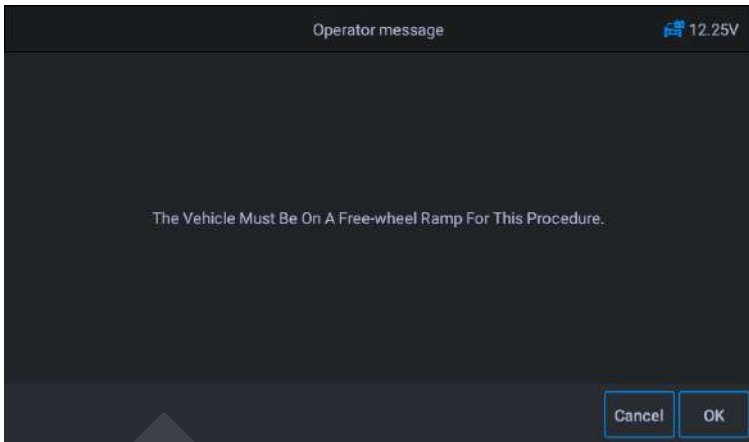 Operator message
12.25V
The Vehicle Must Be On A Free-wheel Ramp For This Procedure.
Cancel
OK